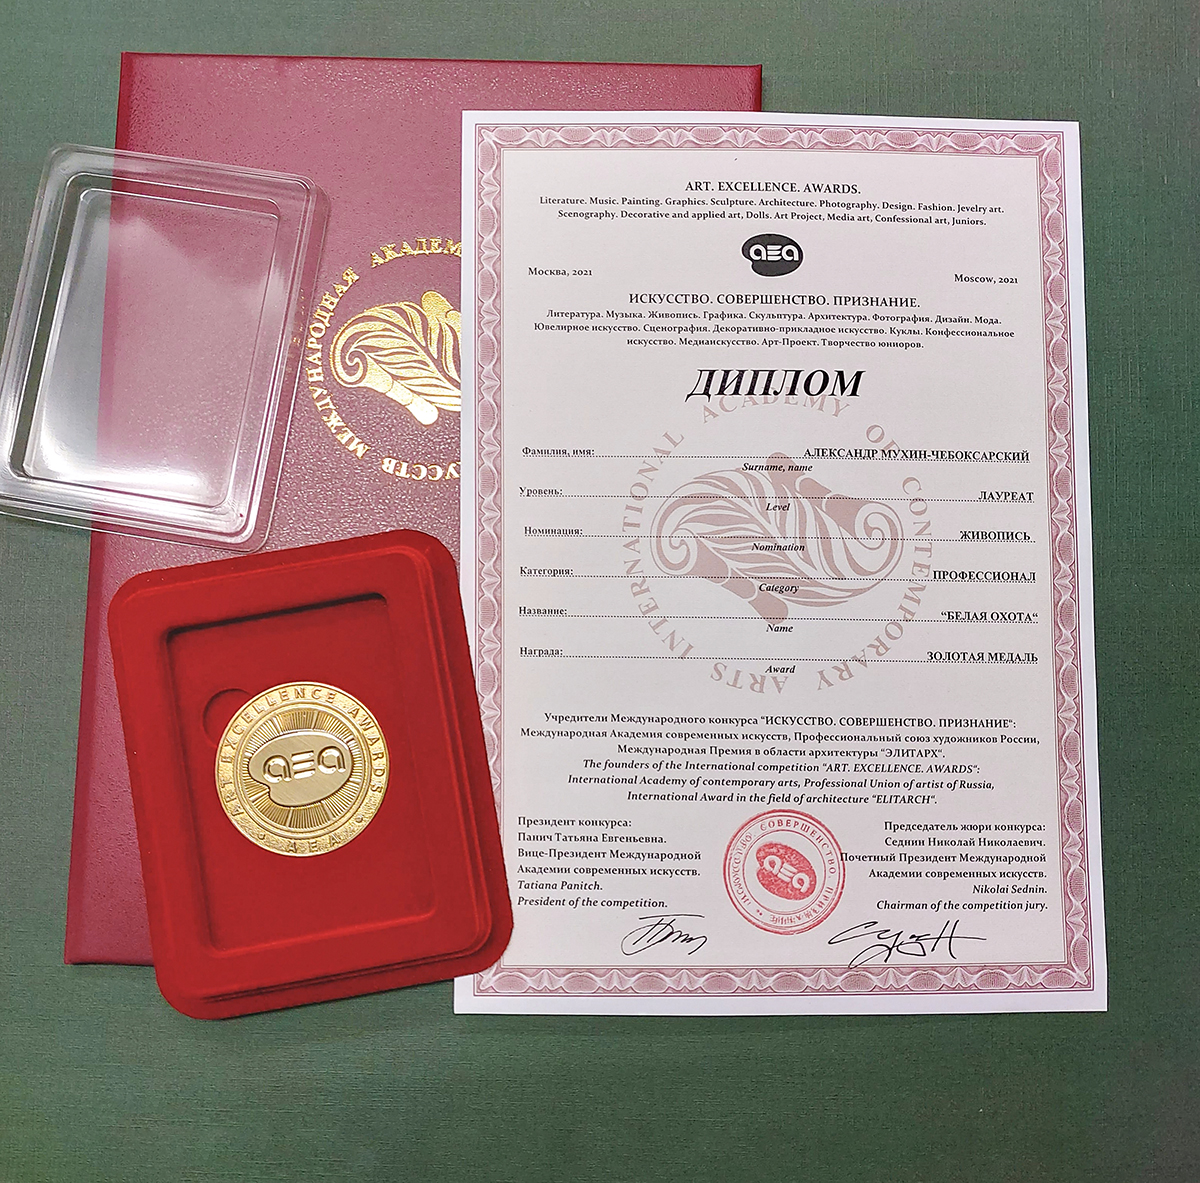 МЕЖДУНАРОДНАЯ АКАДЕМ
ИСКУССТВ
ART EXCELLENCE AWARDS
aea
AEA
ART. EXCELLENCE. AWARDS.
Literature. Music. Painting. Graphics. Sculpture. Architecture. Photography. Design. Fashion. Jevelry art.
Scenography. Decorative and applied art, Dolls. Art Project, Media art, Confessional art, Juniors.
aea
Москва, 2021
Moscow, 2021
ИСКУССТВО. СОВЕРШЕНСТВО. ПРИЗНАНИЕ.
Литература. Музыка. Живопись. Графика. Скульптура. Архитектура. Фотография. Дизайн. Мода.
Ювелирное искусство. Сценография. Декоративно-прикладное искусство. Куклы. Конфессиональное
искусство. Медиаискусство. Арт-Проект. Творчество юниоров.
ДИПЛОМ
INTERNATIONAL ACADEMY OF CONTEMPORARY ARTS
Фамилия, имя: АЛЕКСАНДР МУХИН-ЧЕБОКСАРСКИЙ
Surname, name
Уровень: ЛАУРЕАТ
Level
Номинация: ЖИВОПИСЬ
Nomination
Категория: ПРОФЕССИОНАЛ
Category
Название: “БЕЛАЯ ОХОТА“
Name
Награда: ЗОЛОТАЯ МЕДАЛЬ
Award
Учредители Международного конкурса “ИСКУССТВО. СОВЕРШЕНСТВО. ПРИЗНАНИЕ“:
Международная Академия современных искусств, Профессиональный союз художников России,
Международная Премия в области архитектуры “ЭЛИТАРХ“.
The founders of the International competition “ART. EXCELLENCE. AWARDS“:
International Academy of contemporary arts, Professional Union of artist of Russia,
International Award in the field of architecture “ELITARCH“.
Президент конкурса:
Панич Татьяна Евгеньевна.
Вице-Президент Международной
Академии современных искусств.
Tatiana Panitch.
President of the competition.
ИСКУССТВО. СОВЕРШЕНСТВО. ПРИЗНАНИЕ
aea
Председатель жюри конкурса:
Седнин Николай Николаевич.
Почетный Президент Международной
Академии современных искусств.
Nikolai Sednin.
Chairman of the competition jury.